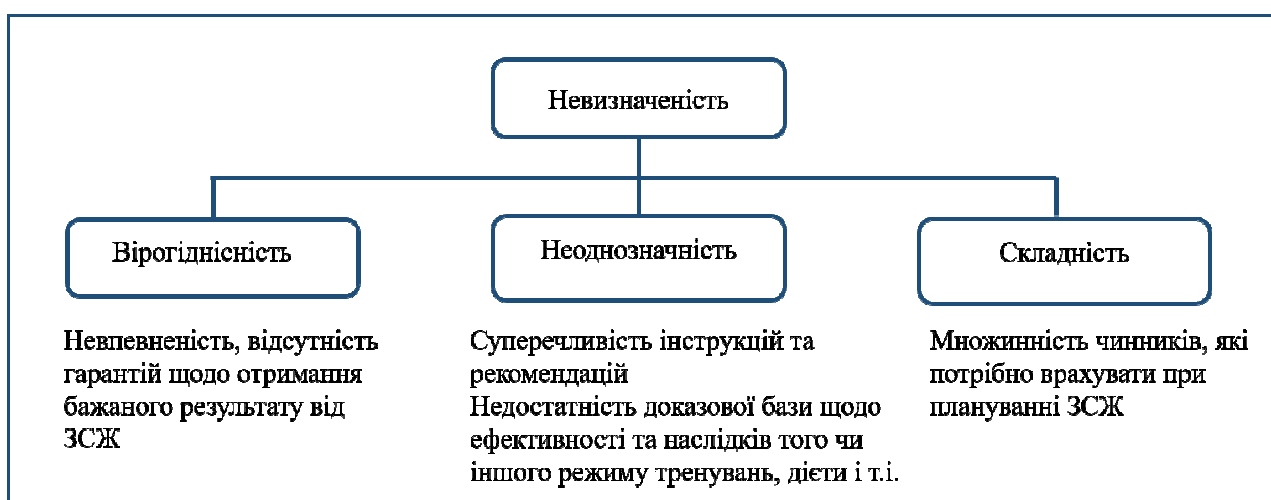 Невизначеність
Вірогіднісність
Неоднозначність
Складність
Невпевненість, відсутність
гарантій щодо отримання
бажаного результату від
ЗСЖ
Суперечливість інструкцій та
рекомендацій
Недостатність доказової бази щодо
ефективності та наслідків того чи
іншого режиму тренувань, дієти і т.і.
Множинність чинників, які
потрібно врахувати при
плануванні ЗСЖ